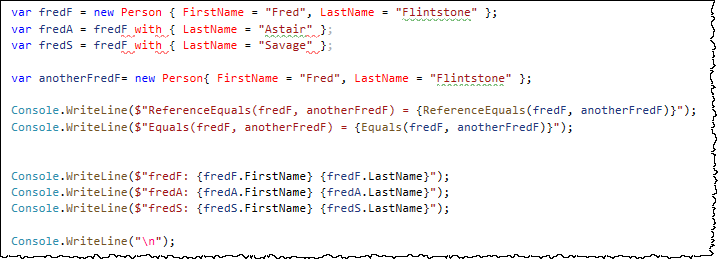 var fredF = new Person { FirstName = "Fred", LastName = "Flintstone" };
var fredA = fredF with { LastName = "Astair" };
var fredS = fredF with { LastName = "Savage" };
var anotherFredF= new Person{ FirstName = "Fred", LastName = "Flintstone" };
Console.WriteLine($"ReferenceEquals(fredF, anotherFredF) = {ReferenceEquals(fredF, anotherFredF)}");
Console.WriteLine($"Equals(fredF, anotherFredF) = {Equals(fredF, anotherFredF)}");
Console.WriteLine($"fredF: {fredF.FirstName} {fredF.LastName}");
Console.WriteLine($"fredA: {fredA.FirstName} {fredA.LastName}");
Console.WriteLine($"fredS: {fredS.FirstName} {fredS.LastName}");
Console.WriteLine("\n");